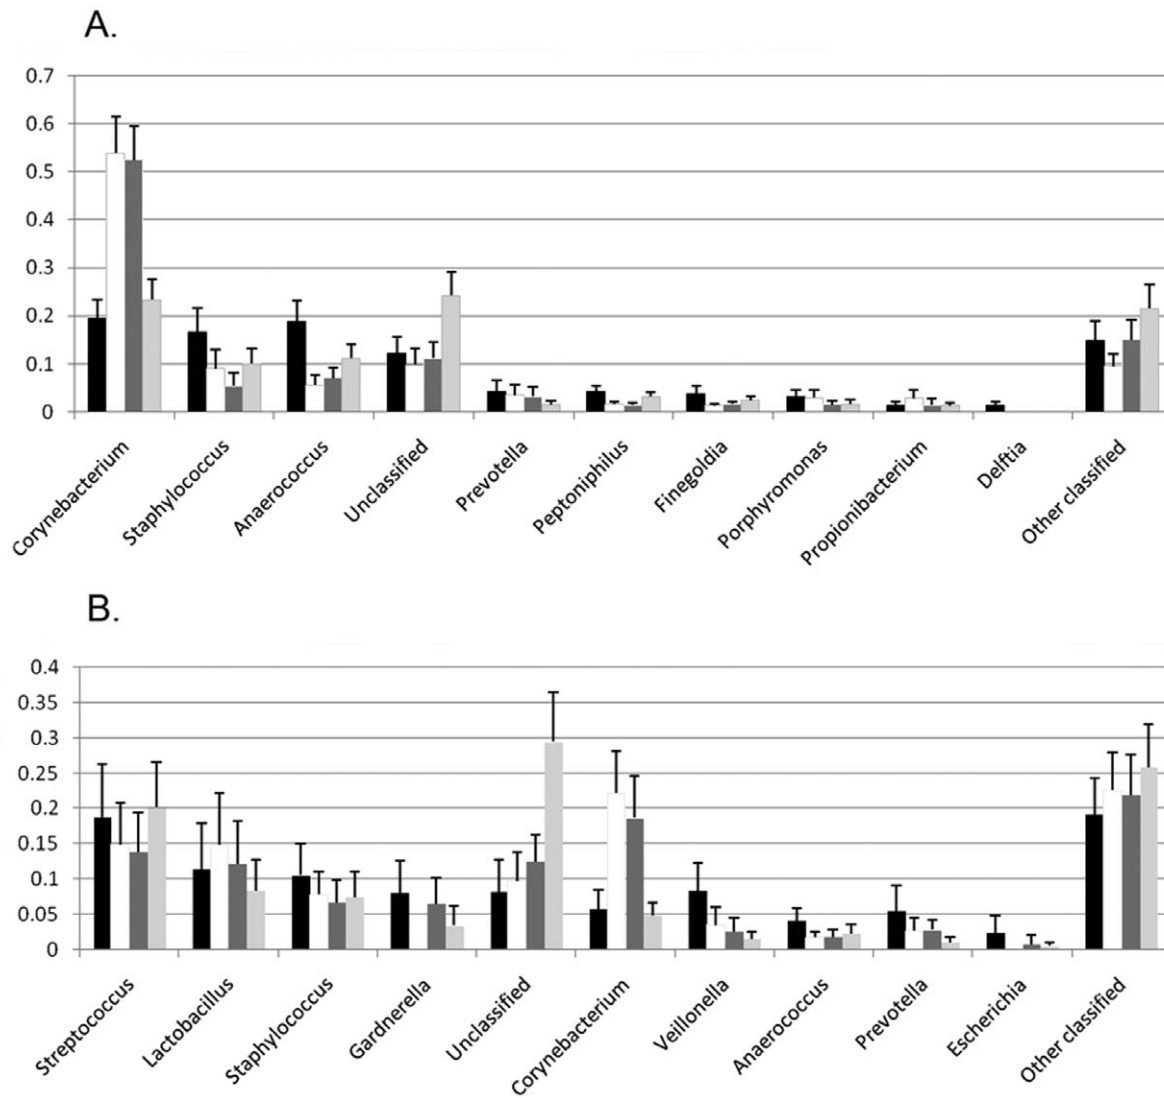 A.
0.7
0.6
0.5
0.4
0.3
0.2
0.1
0
Corynebacterium
Staphylococcus
Anaerococcus
Unclassified
Prevotella
Peptoniphilus
Finegoldia
Porphyromonas
Propionibacterium
Delftia
Other classified
B.
0.4
0.35
0.3
0.25
0.2
0.15
0.1
0.05
0
Streptococcus
Lactobacillus
Staphylococcus
Gardnerella
Unclassified
Corynebacterium
Veillonella
Anaerococcus
Prevotella
Escherichia
Other classified